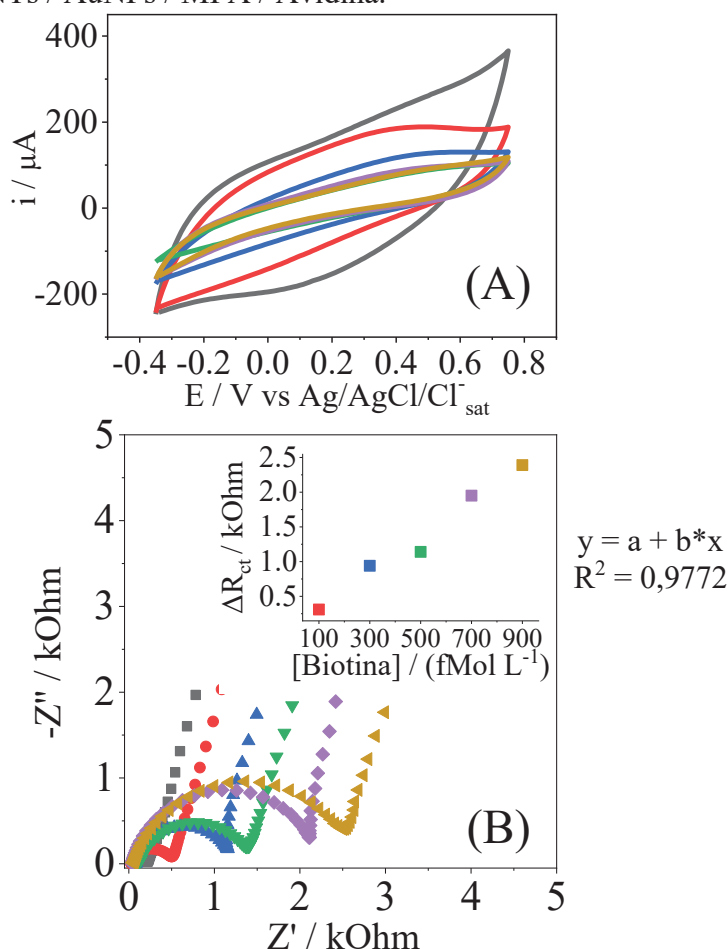 / AuNPs / MPA / Avidina.
400
200
0
-200
i / µA
(A)
-0.4 -0.2 0.0 0.2 0.4 0.6 0.8
E / V vs Ag/AgCl/Cl⁻sat
5
4
3
2
1
0
-Z'' / kOhm
2.5
2.0
1.5
1.0
0.5
ΔRct / kOhm
100 300 500 700 900
[Biotina] / (fMol L⁻¹)
y = a + b*x
R² = 0,9772
(B)
0 1 2 3 4 5
Z' / kOhm